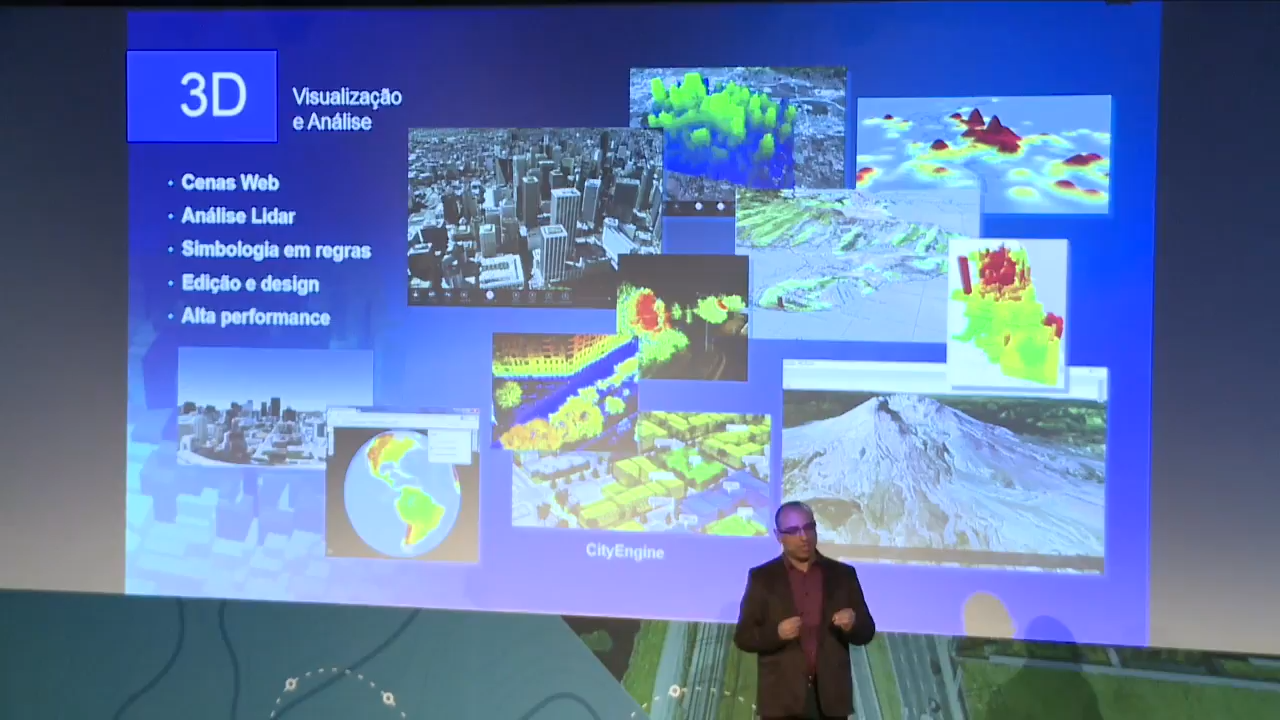 3D
Visualização
e Análise
Cenas Web
Análise Lidar
Simbologia em regras
Edição e design
Alta performance
CityEngine